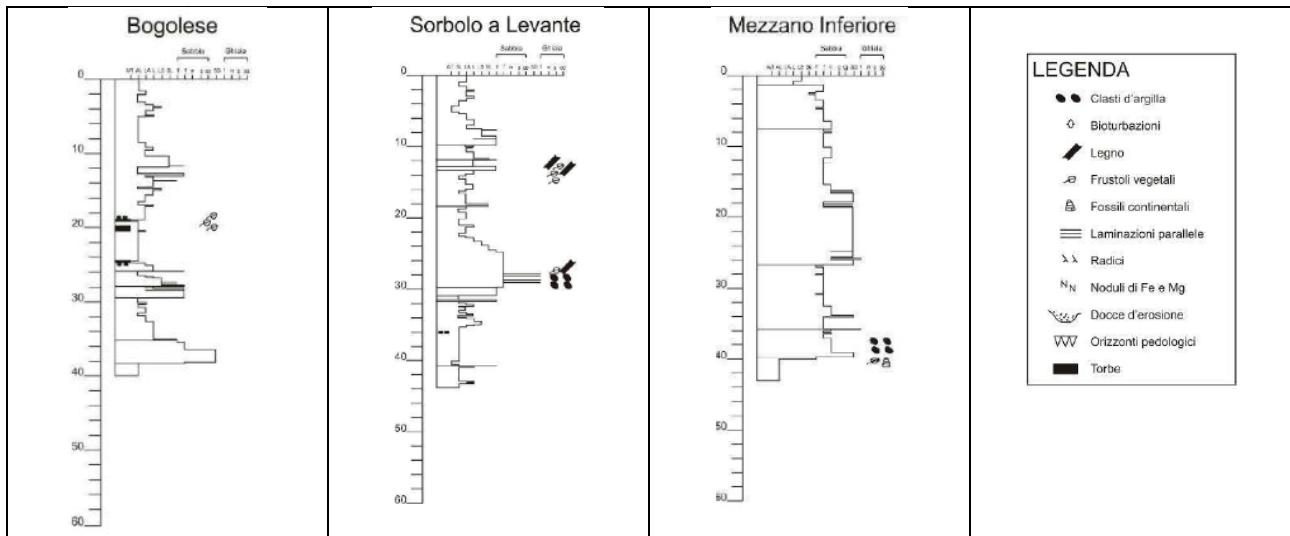 Bogolese
Sabbia Ghiaia
0
10
20
30
40
50
60
Sorbolo a Levante
Sabbia Ghiaia
0
10
20
30
40
50
60
Mezzano Inferiore
Sabbia Ghiaia
0
10
20
30
40
50
60
LEGENDA
Clasti d'argilla
Bioturbazioni
Legno
Frustoli vegetali
Fossili continentali
Laminazioni parallele
Radici
N N Noduli di Fe e Mg
Docce d'erosione
Orizzonti pedologici
Torbe